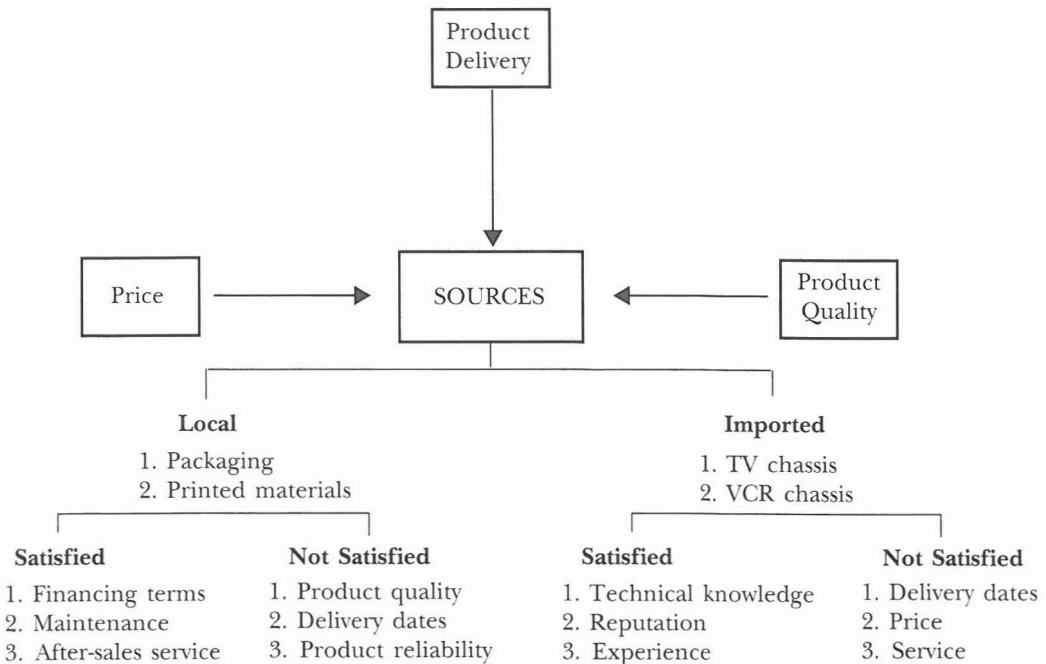 Product
Delivery
Price
SOURCES
Product
Quality
Local
1. Packaging
2. Printed materials
Imported
1. TV chassis
2. VCR chassis
Satisfied
1. Financing terms
2. Maintenance
3. After-sales service
Not Satisfied
1. Product quality
2. Delivery dates
3. Product reliability
Satisfied
1. Technical knowledge
2. Reputation
3. Experience
Not Satisfied
1. Delivery dates
2. Price
3. Service